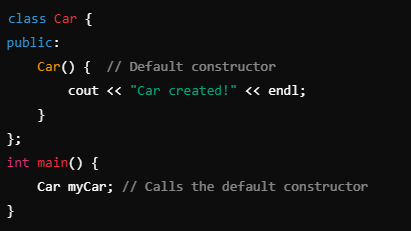 class Car {
public:
    Car() {  // Default constructor
        cout << "Car created!" << endl;
    }
};
int main() {
    Car myCar; // Calls the default constructor
}